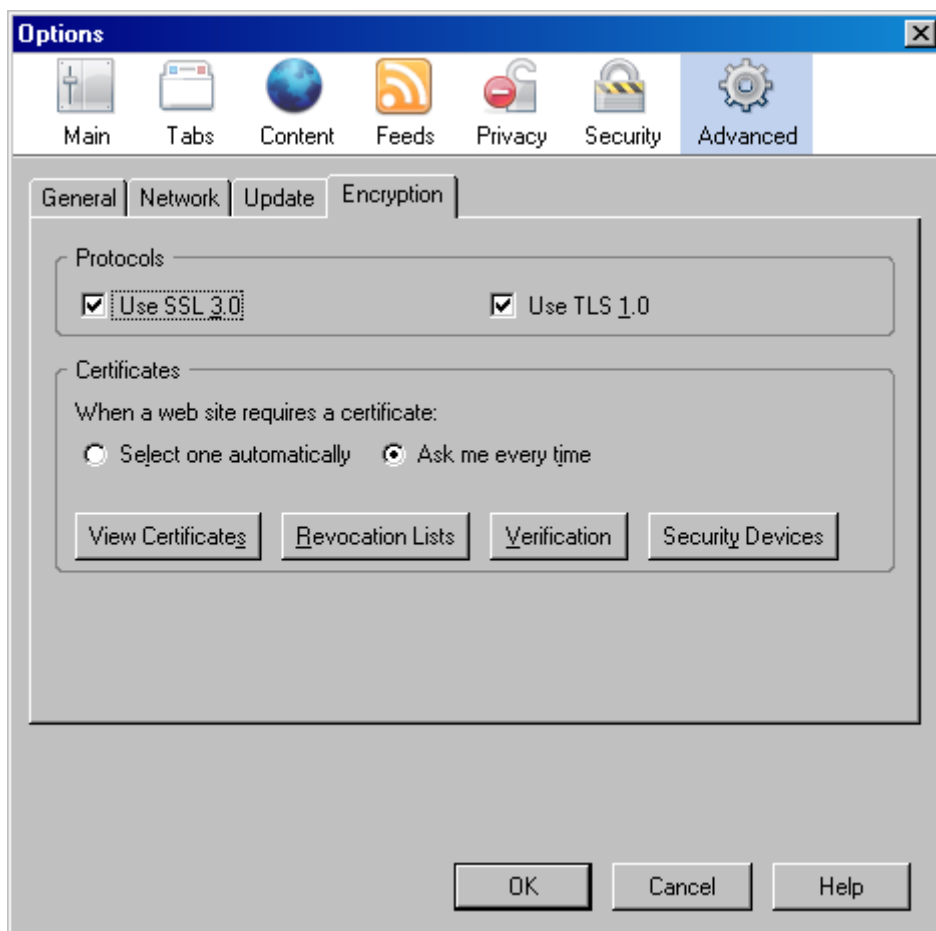 Options
Main Tabs Content Feeds Privacy Security Advanced
General Network Update Encryption
Protocols
Use SSL 3.0 Use TLS 1.0
Certificates
When a web site requires a certificate:
Select one automatically Ask me every time
View Certificates Revocation Lists Verification Security Devices
OK Cancel Help